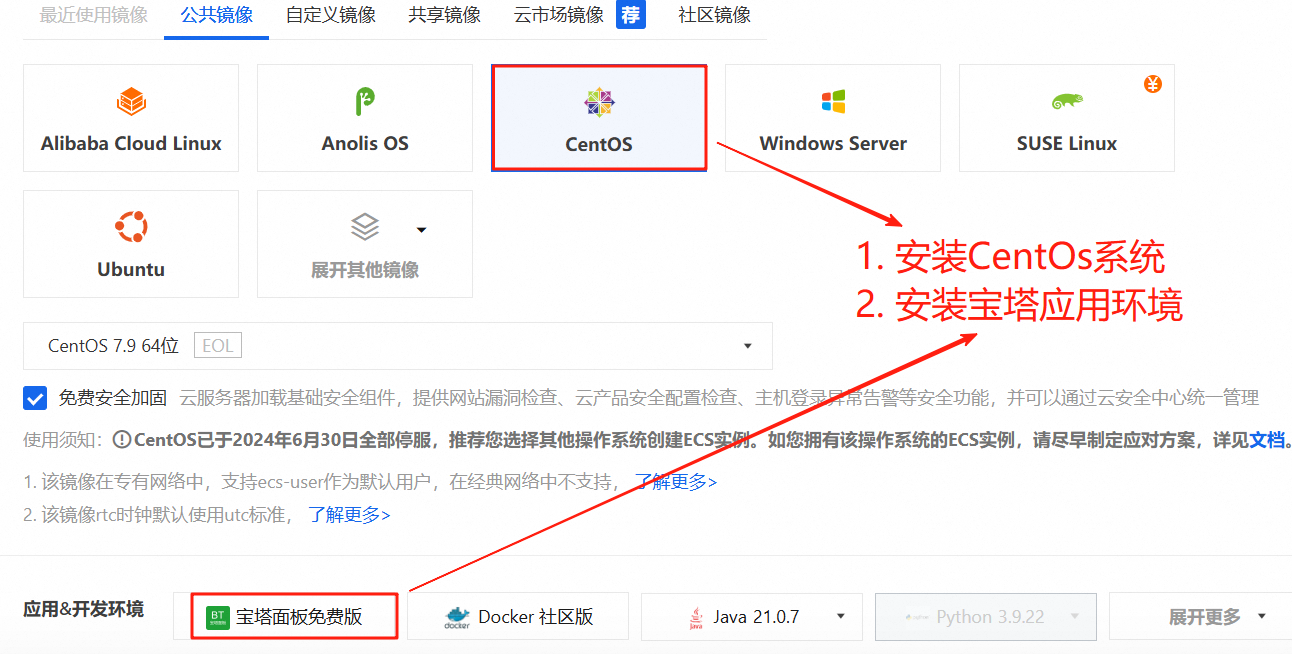 最近使用镜像 公共镜像 自定义镜像 共享镜像 云市场镜像 荐 社区镜像
¥
Alibaba Cloud Linux Anolis OS CentOS Windows Server SUSE Linux
Ubuntu 展开其他镜像
1. 安装CentOs系统
2. 安装宝塔应用环境
CentOS 7.9 64位 EOL
免费安全加固 云服务器加载基础安全组件，提供网站漏洞检查、云产品安全配置检查、主机登录异常告警等安全功能，并可以通过云安全中心统一管理
使用须知: CentOS已于2024年6月30日全部停服，推荐您选择其他操作系统创建ECS实例。如您拥有该操作系统的ECS实例，请尽早制定应对方案，详见文档。
1. 该镜像在专有网络中，支持ecs-user作为默认用户，在经典网络中不支持， 了解更多>
2. 该镜像rtc时钟默认使用utc标准， 了解更多>
应用&开发环境 BT 宝塔面板免费版 docker Docker 社区版 Java Java 21.0.7 Python 3.9.22 展开更多